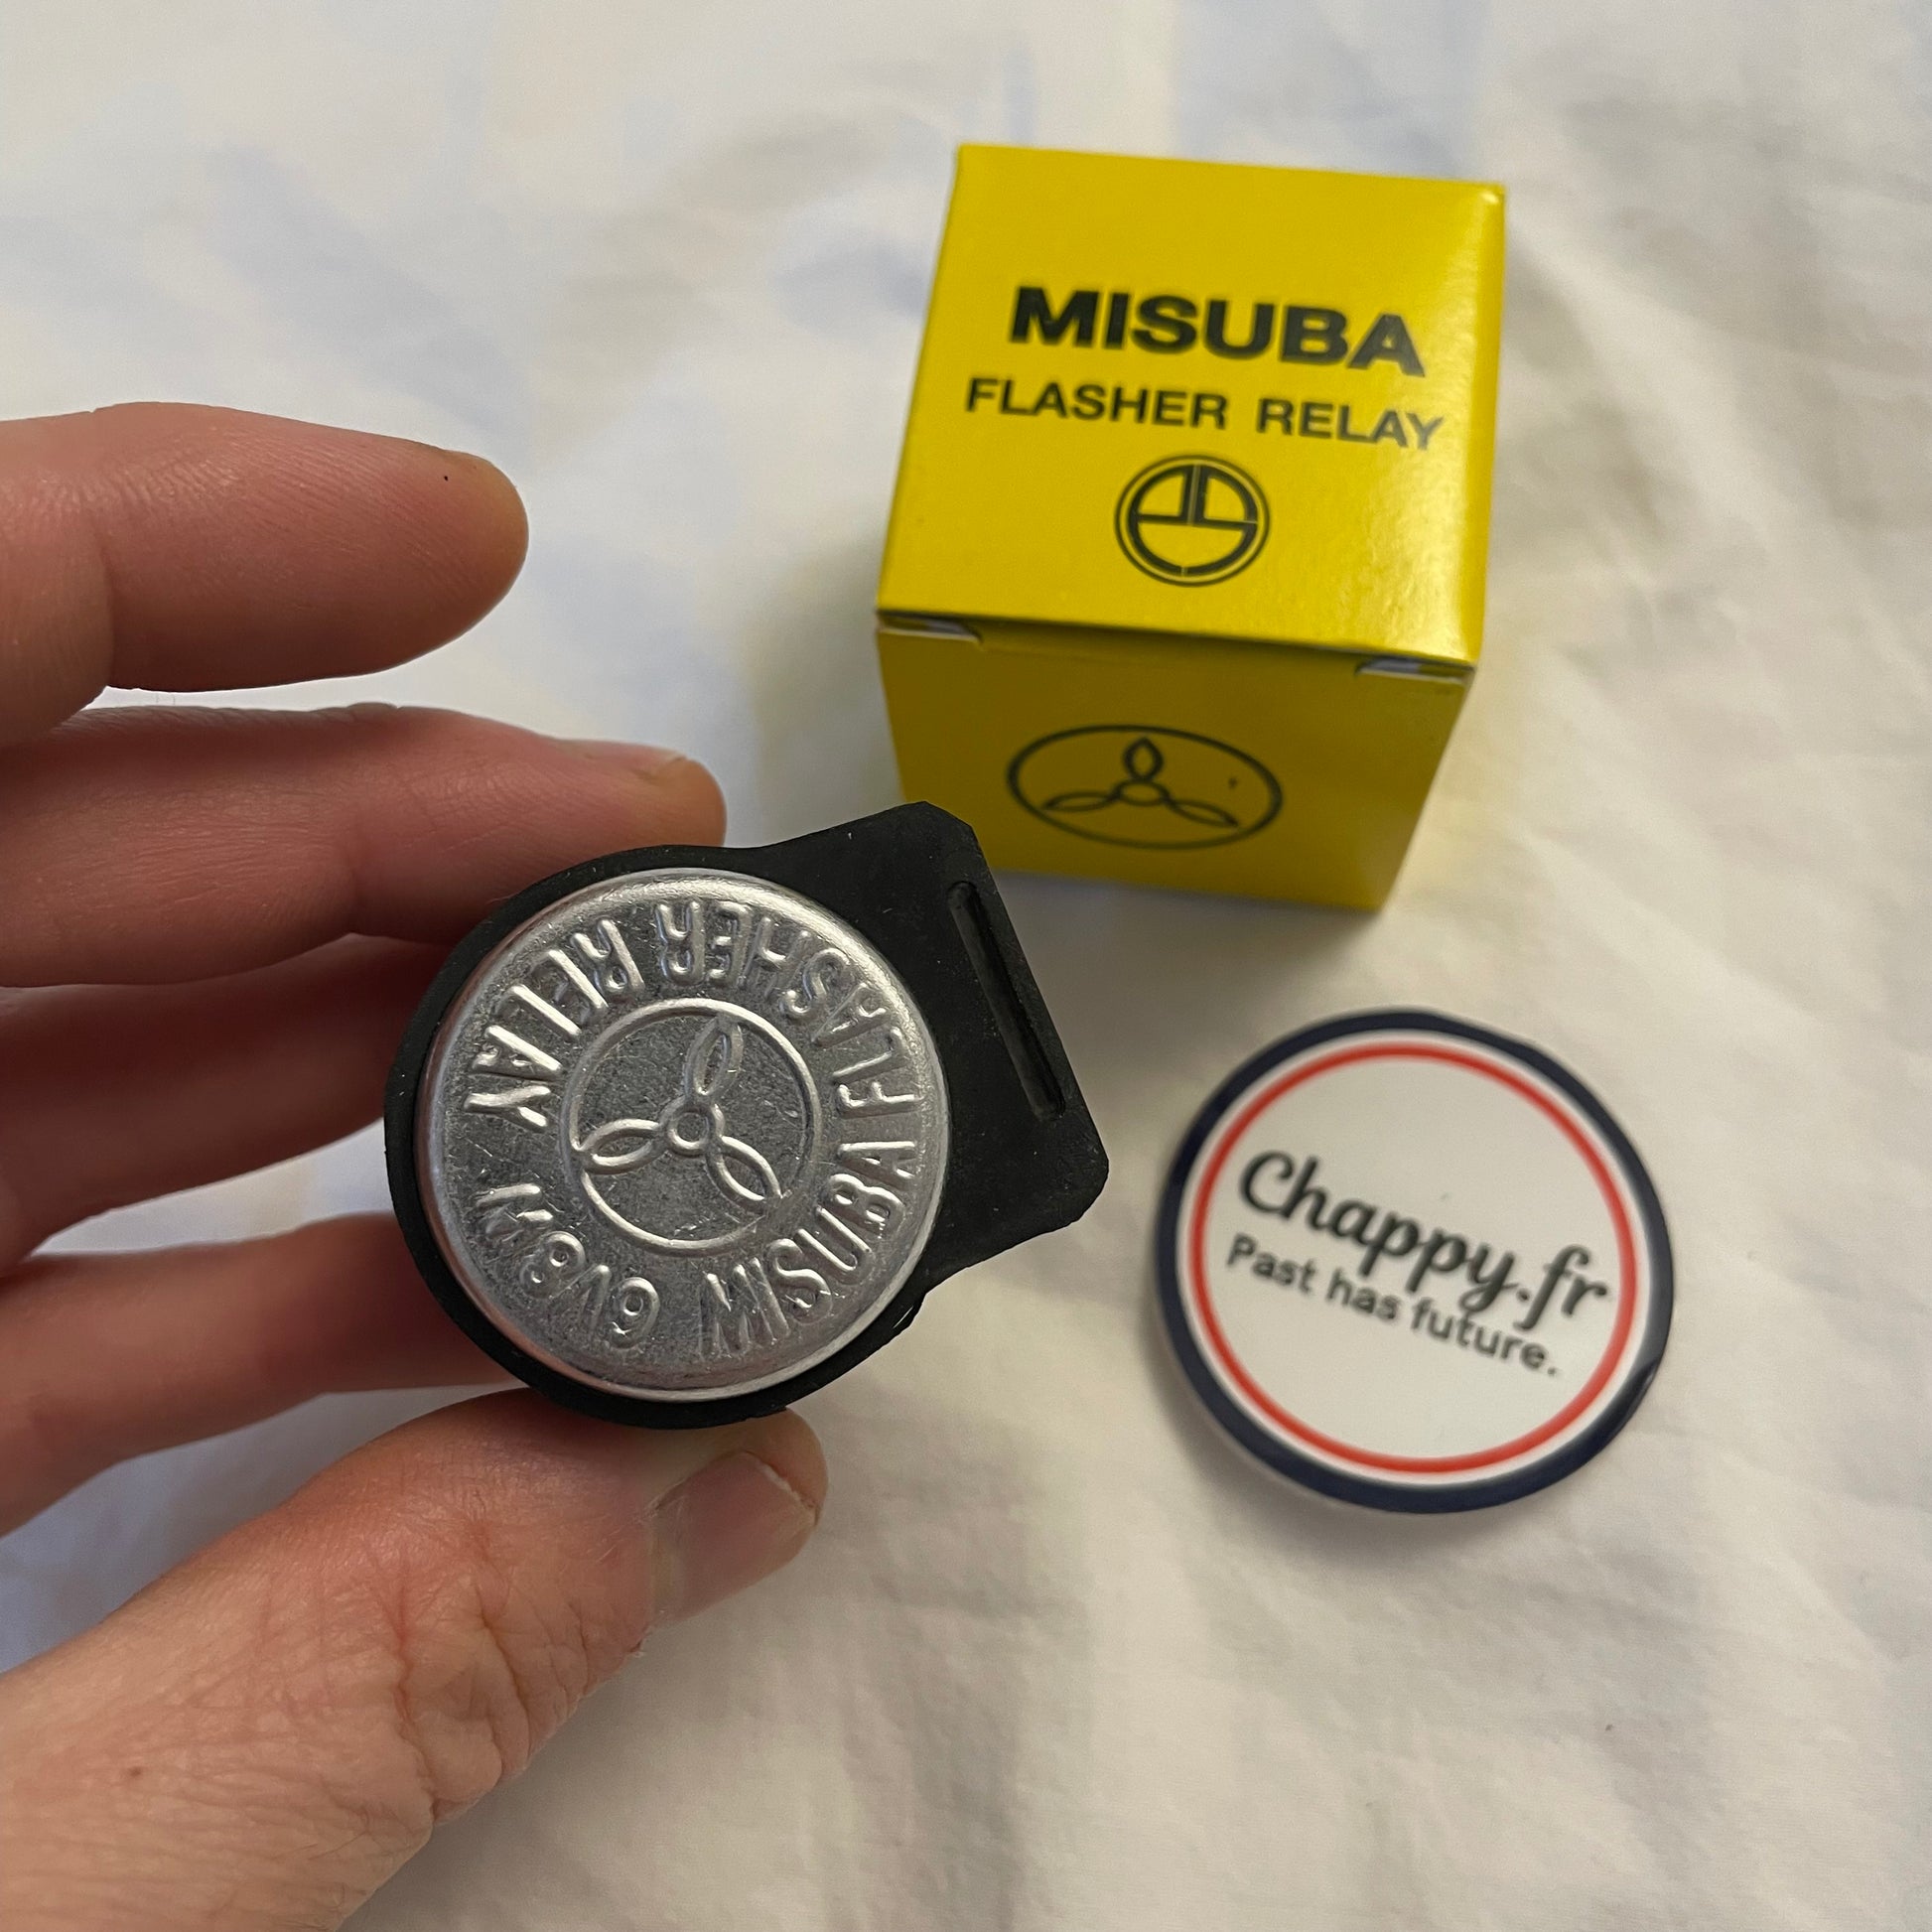 MISUBA
FLASHER RELAY
MISUBA FLASHER RELAY
6V8W
Chappy.fr
Past has future.